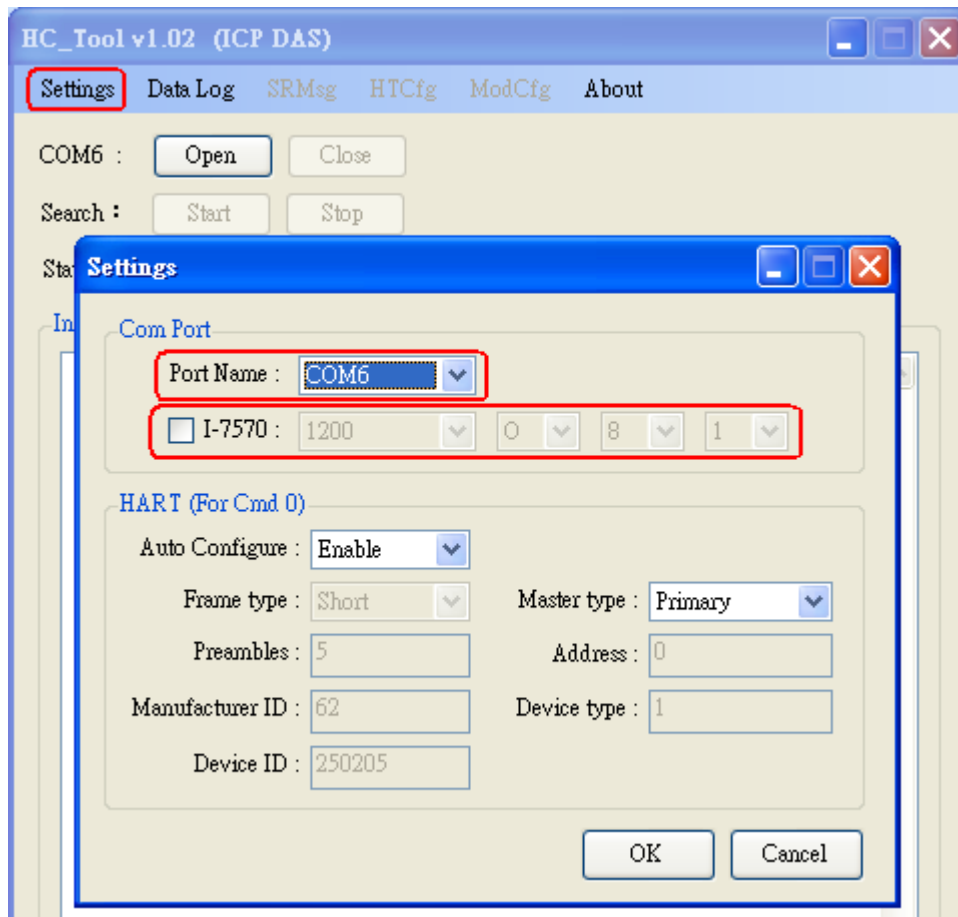 HC_Tool v1.02 (ICP DAS)
Settings Data Log SRMsg HTCfg ModCfg About
COM6 : Open Close
Search : Start Stop
Sta
Settings
In
Com Port
Port Name : COM6
I-7570 : 1200 O 8 1
HART (For Cmd 0)
Auto Configure : Enable
Frame type : Short Master type : Primary
Preambles : 5 Address : 0
Manufacturer ID : 62 Device type : 1
Device ID : 250205
OK Cancel